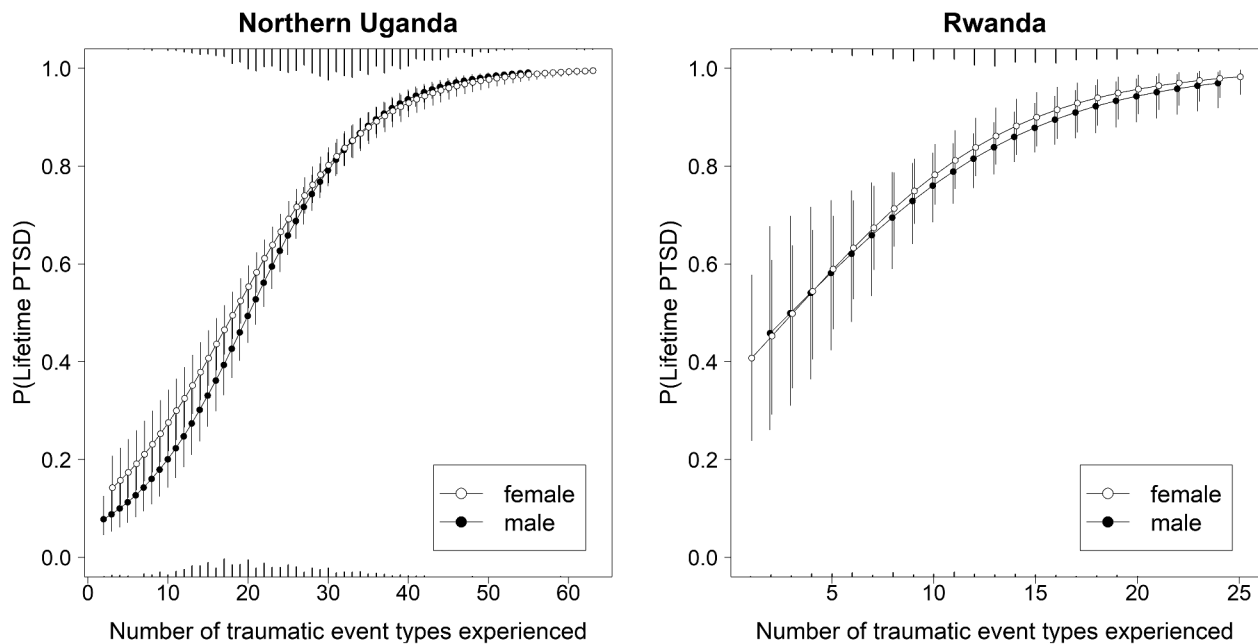 Northern Uganda
P(Lifetime PTSD)
1.0
0.8
0.6
0.4
0.2
0.0
female
male
0 10 20 30 40 50 60
Number of traumatic event types experienced
Rwanda
P(Lifetime PTSD)
1.0
0.8
0.6
0.4
0.2
0.0
female
male
5 10 15 20 25
Number of traumatic event types experienced